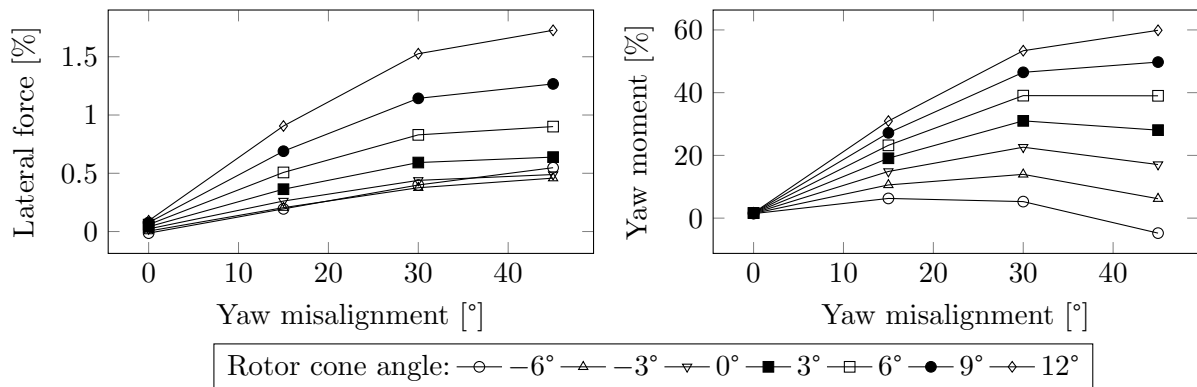 Lateral force [%]
1.5
1
0.5
0
0 10 20 30 40
Yaw misalignment [°]
Yaw moment [%]
60
40
20
0
0 10 20 30 40
Yaw misalignment [°]
Rotor cone angle: −6° −3° 0° 3° 6° 9° 12°